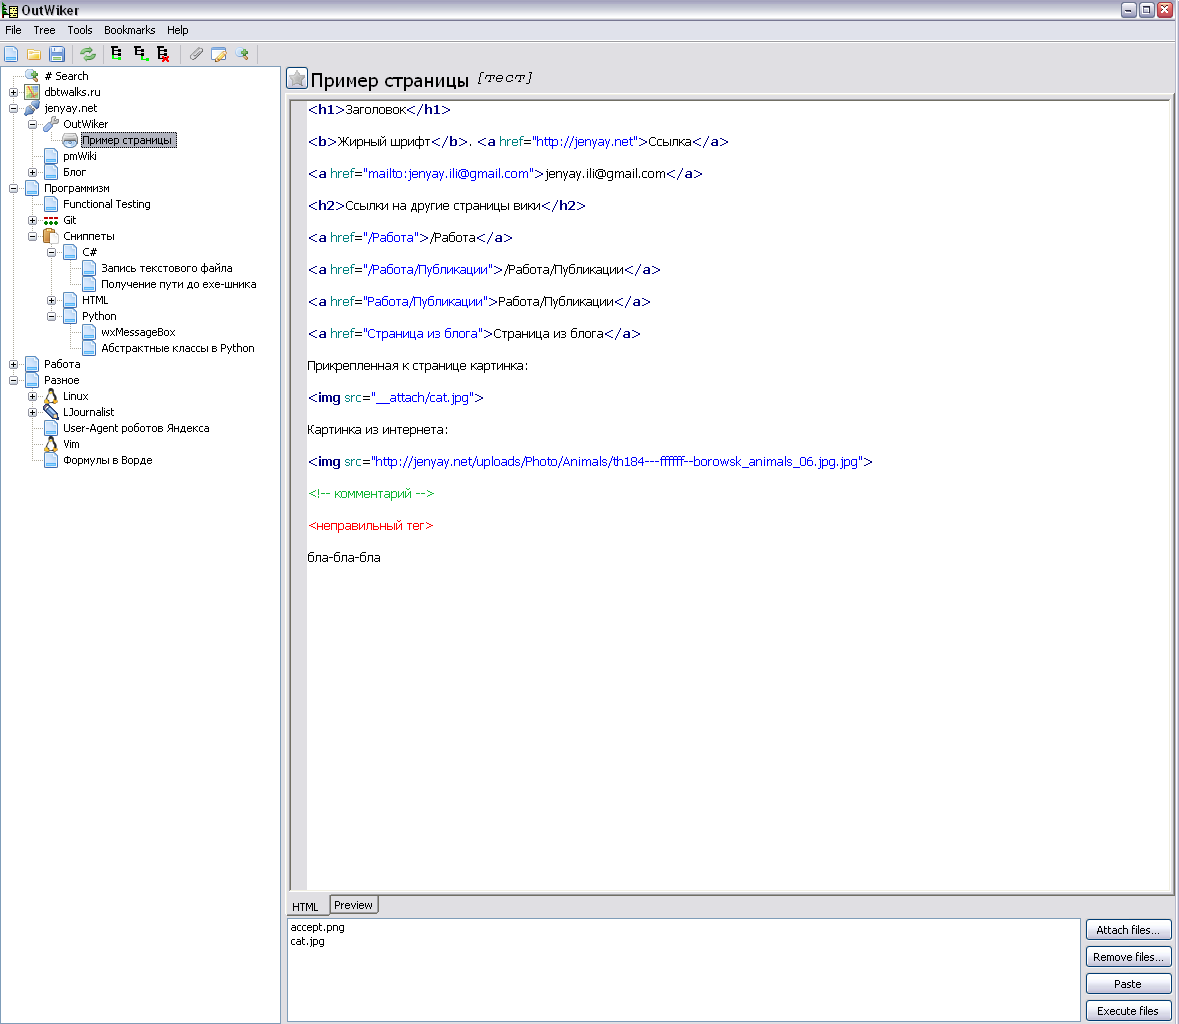 OutWiker
File Tree Tools Bookmarks Help
# Search
dbtwalks.ru
jenyay.net
OutWiker
Пример страницы
pmWiki
Блог
Программизм
Functional Testing
Git
Сниппеты
C#
Запись текстового файла
Получение пути до exe-шника
HTML
Python
wxMessageBox
Абстрактные классы в Python
Работа
Разное
Linux
LJournalist
User-Agent роботов Яндекса
Vim
Формулы в Ворде
Пример страницы [тест]
<h1>Заголовок</h1>
<b>Жирный шрифт</b>. <a href="http://jenyay.net">Ссылка</a>
<a href="mailto:jenyay.ili@gmail.com">jenyay.ili@gmail.com</a>
<h2>Ссылки на другие страницы вики</h2>
<a href="/Работа">/Работа</a>
<a href="/Работа/Публикации">/Работа/Публикации</a>
<a href="Работа/Публикации">Работа/Публикации</a>
<a href="Страница из блога">Страница из блога</a>
Прикрепленная к странице картинка:
<img src="__attach/cat.jpg">
Картинка из интернета:
<img src="http://jenyay.net/uploads/Photo/Animals/th184---ffffff--borowsk_animals_06.jpg.jpg">
<!-- комментарий -->
<неправильный тег>
бла-бла-бла
HTML Preview
accept.png
cat.jpg
Attach files...
Remove files...
Paste
Execute files